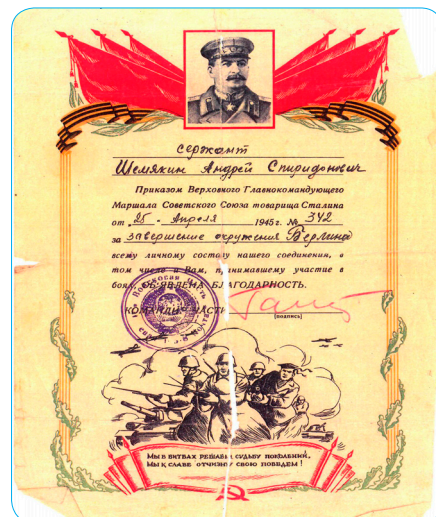 сержант
Шемякин Андрей Спиридонович
Приказом Верховного Главнокомандующего
Маршала Советского Союза товарища Сталина
от „25“ Апреля 1945 г. № 342
за завершение окружения Берлина
всему личному составу нашего соединения, в
том числе и Вам, принимавшему участие в
боях, ОБЪЯВЛЕНА БЛАГОДАРНОСТЬ.
КОМАНДИР ЧАСТИ
(подпись)
МЫ В БИТВАХ РЕШАЕМ СУДЬБУ ПОКОЛЕНИЙ,
МЫ К СЛАВЕ ОТЧИЗНУ СВОЮ ПОВЕДЕМ!